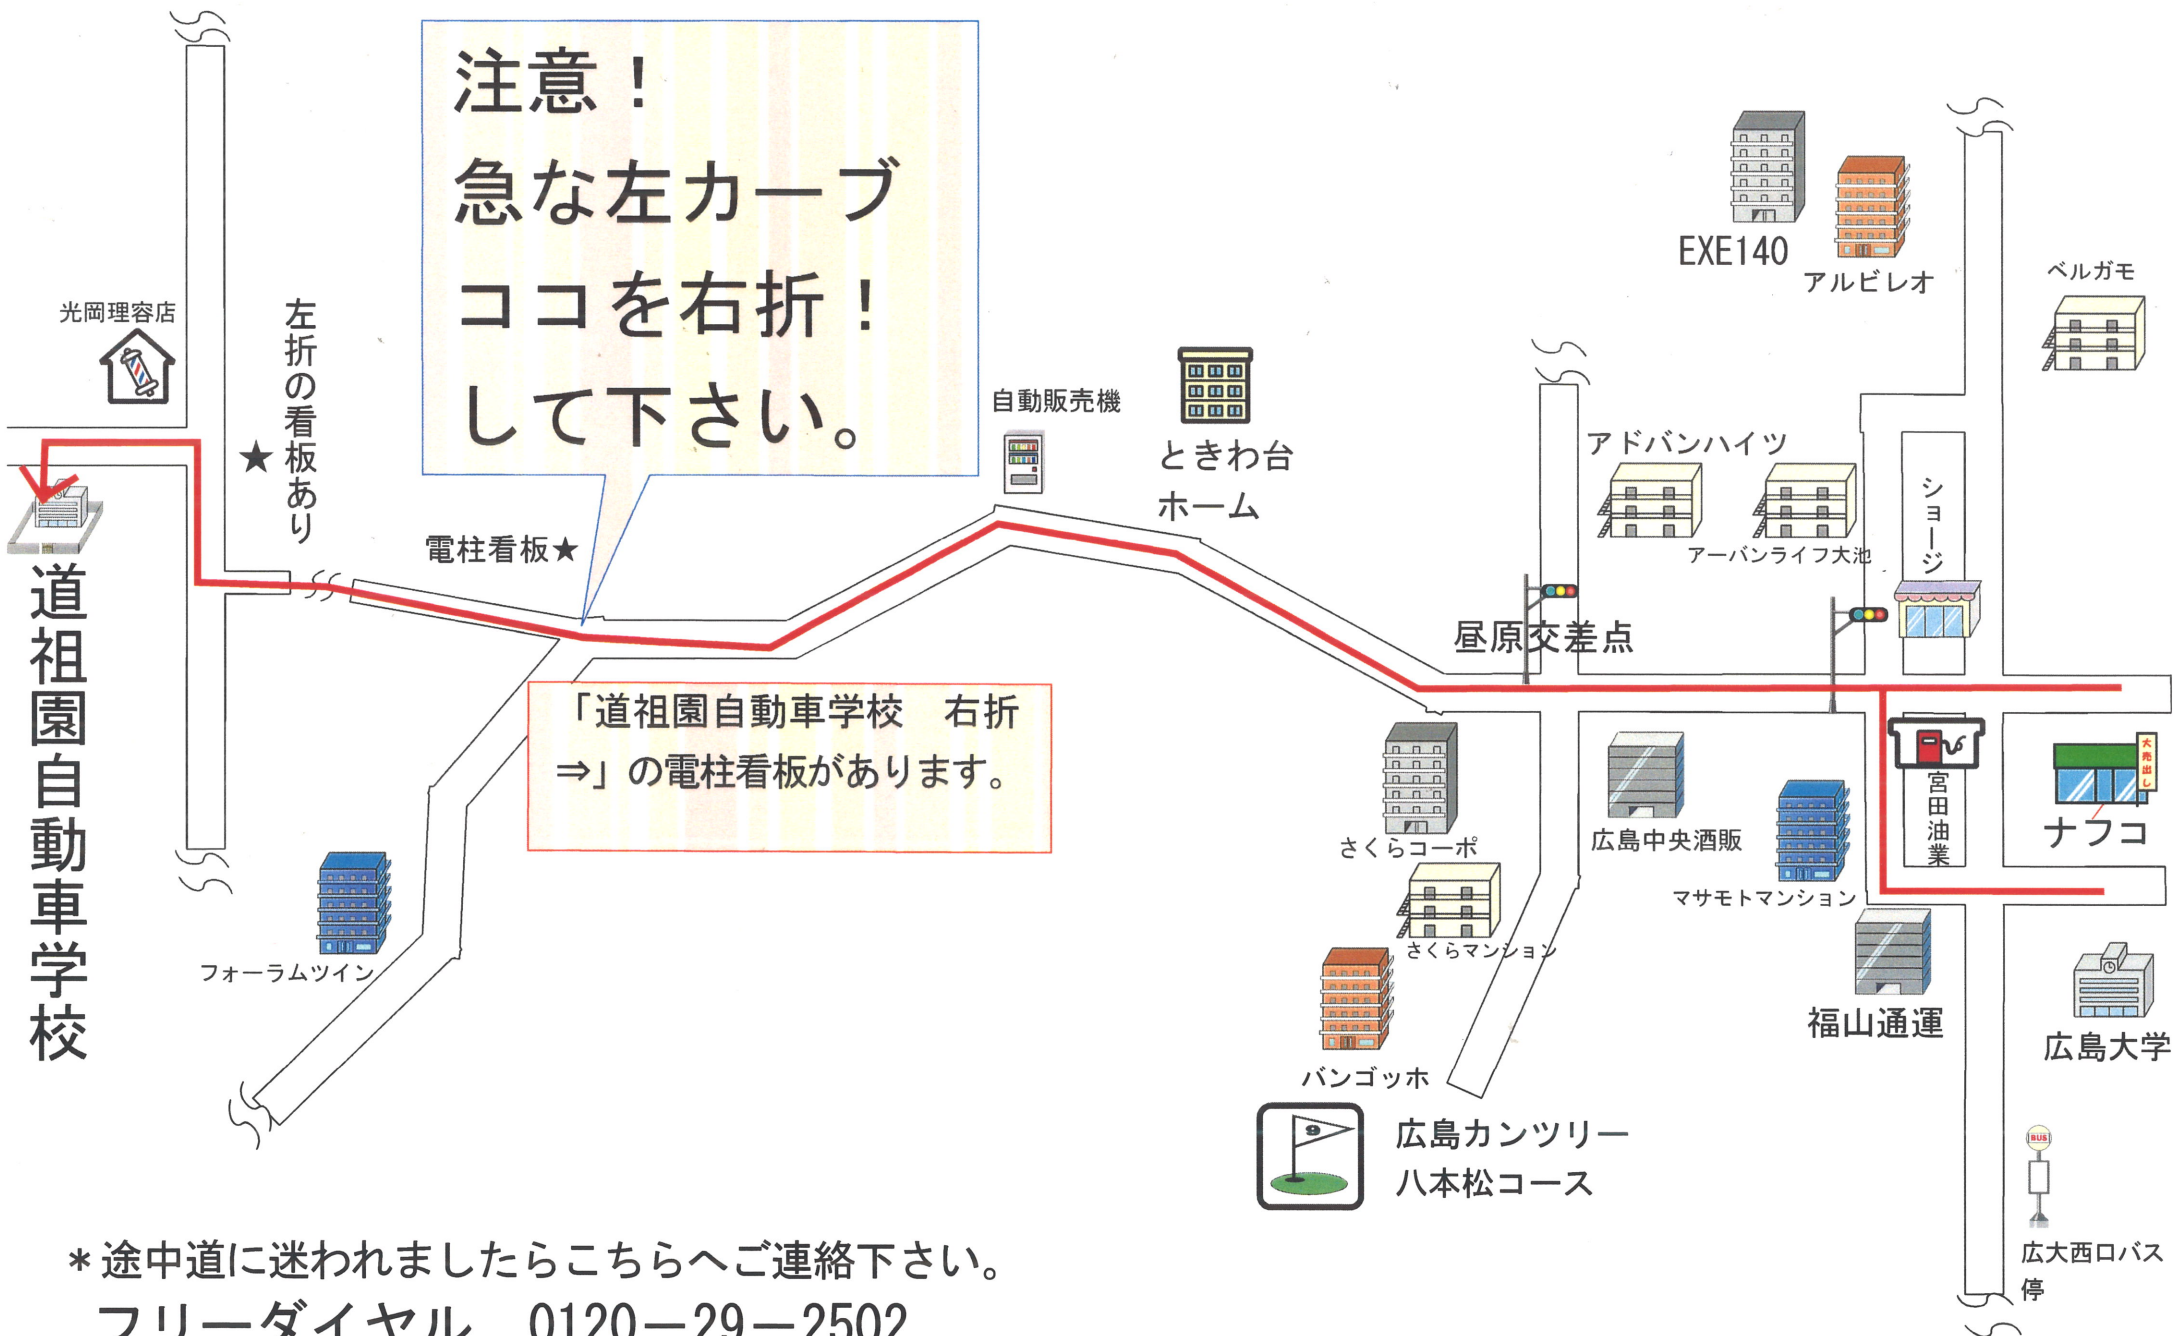 注意！
急な左カーブ
ココを右折！
して下さい。
EXE140
アルビレオ
ベルガモ
光岡理容店
左折の看板あり
★
自動販売機
ときわ台
ホーム
アドバンハイツ
アーバンライフ大池
ショージ
電柱看板★
昼原交差点
道祖園自動車学校
「道祖園自動車学校　右折
⇒」の電柱看板があります。
さくらコーポ
広島中央酒販
宮田油業
大売出し
ナフコ
マサモトマンション
さくらマンション
フォーラムツイン
福山通運
広島大学
バンゴッホ
9
広島カンツリー
八本松コース
BUS
広大西口バス
停
＊途中道に迷われましたらこちらへご連絡下さい。
フリーダイヤル　0120－29－2502